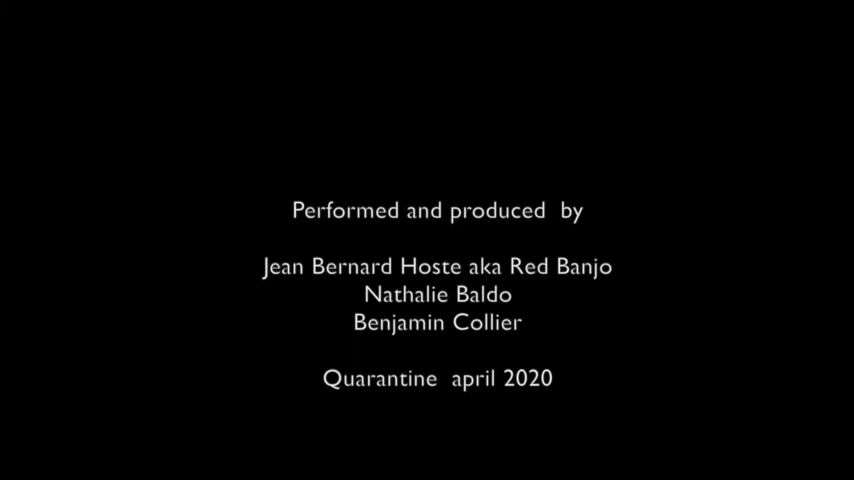 Performed and produced by
Jean Bernard Hoste aka Red Banjo
Nathalie Baldo
Benjamin Collier
Quarantine april 2020